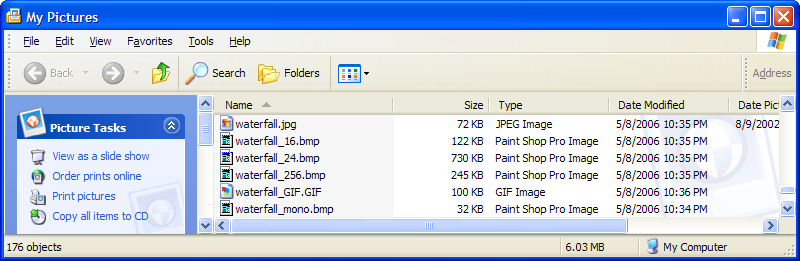 My Pictures
File Edit View Favorites Tools Help
Back Search Folders Address
Name Size Type Date Modified Date Pict
Picture Tasks
View as a slide show
Order prints online
Print pictures
Copy all items to CD
waterfall.jpg 72 KB JPEG Image 5/8/2006 10:35 PM 8/9/2002
waterfall_16.bmp 122 KB Paint Shop Pro Image 5/8/2006 10:35 PM
waterfall_24.bmp 730 KB Paint Shop Pro Image 5/8/2006 10:35 PM
waterfall_256.bmp 245 KB Paint Shop Pro Image 5/8/2006 10:35 PM
waterfall_GIF.GIF 100 KB GIF Image 5/8/2006 10:36 PM
waterfall_mono.bmp 32 KB Paint Shop Pro Image 5/8/2006 10:34 PM
176 objects 6.03 MB My Computer